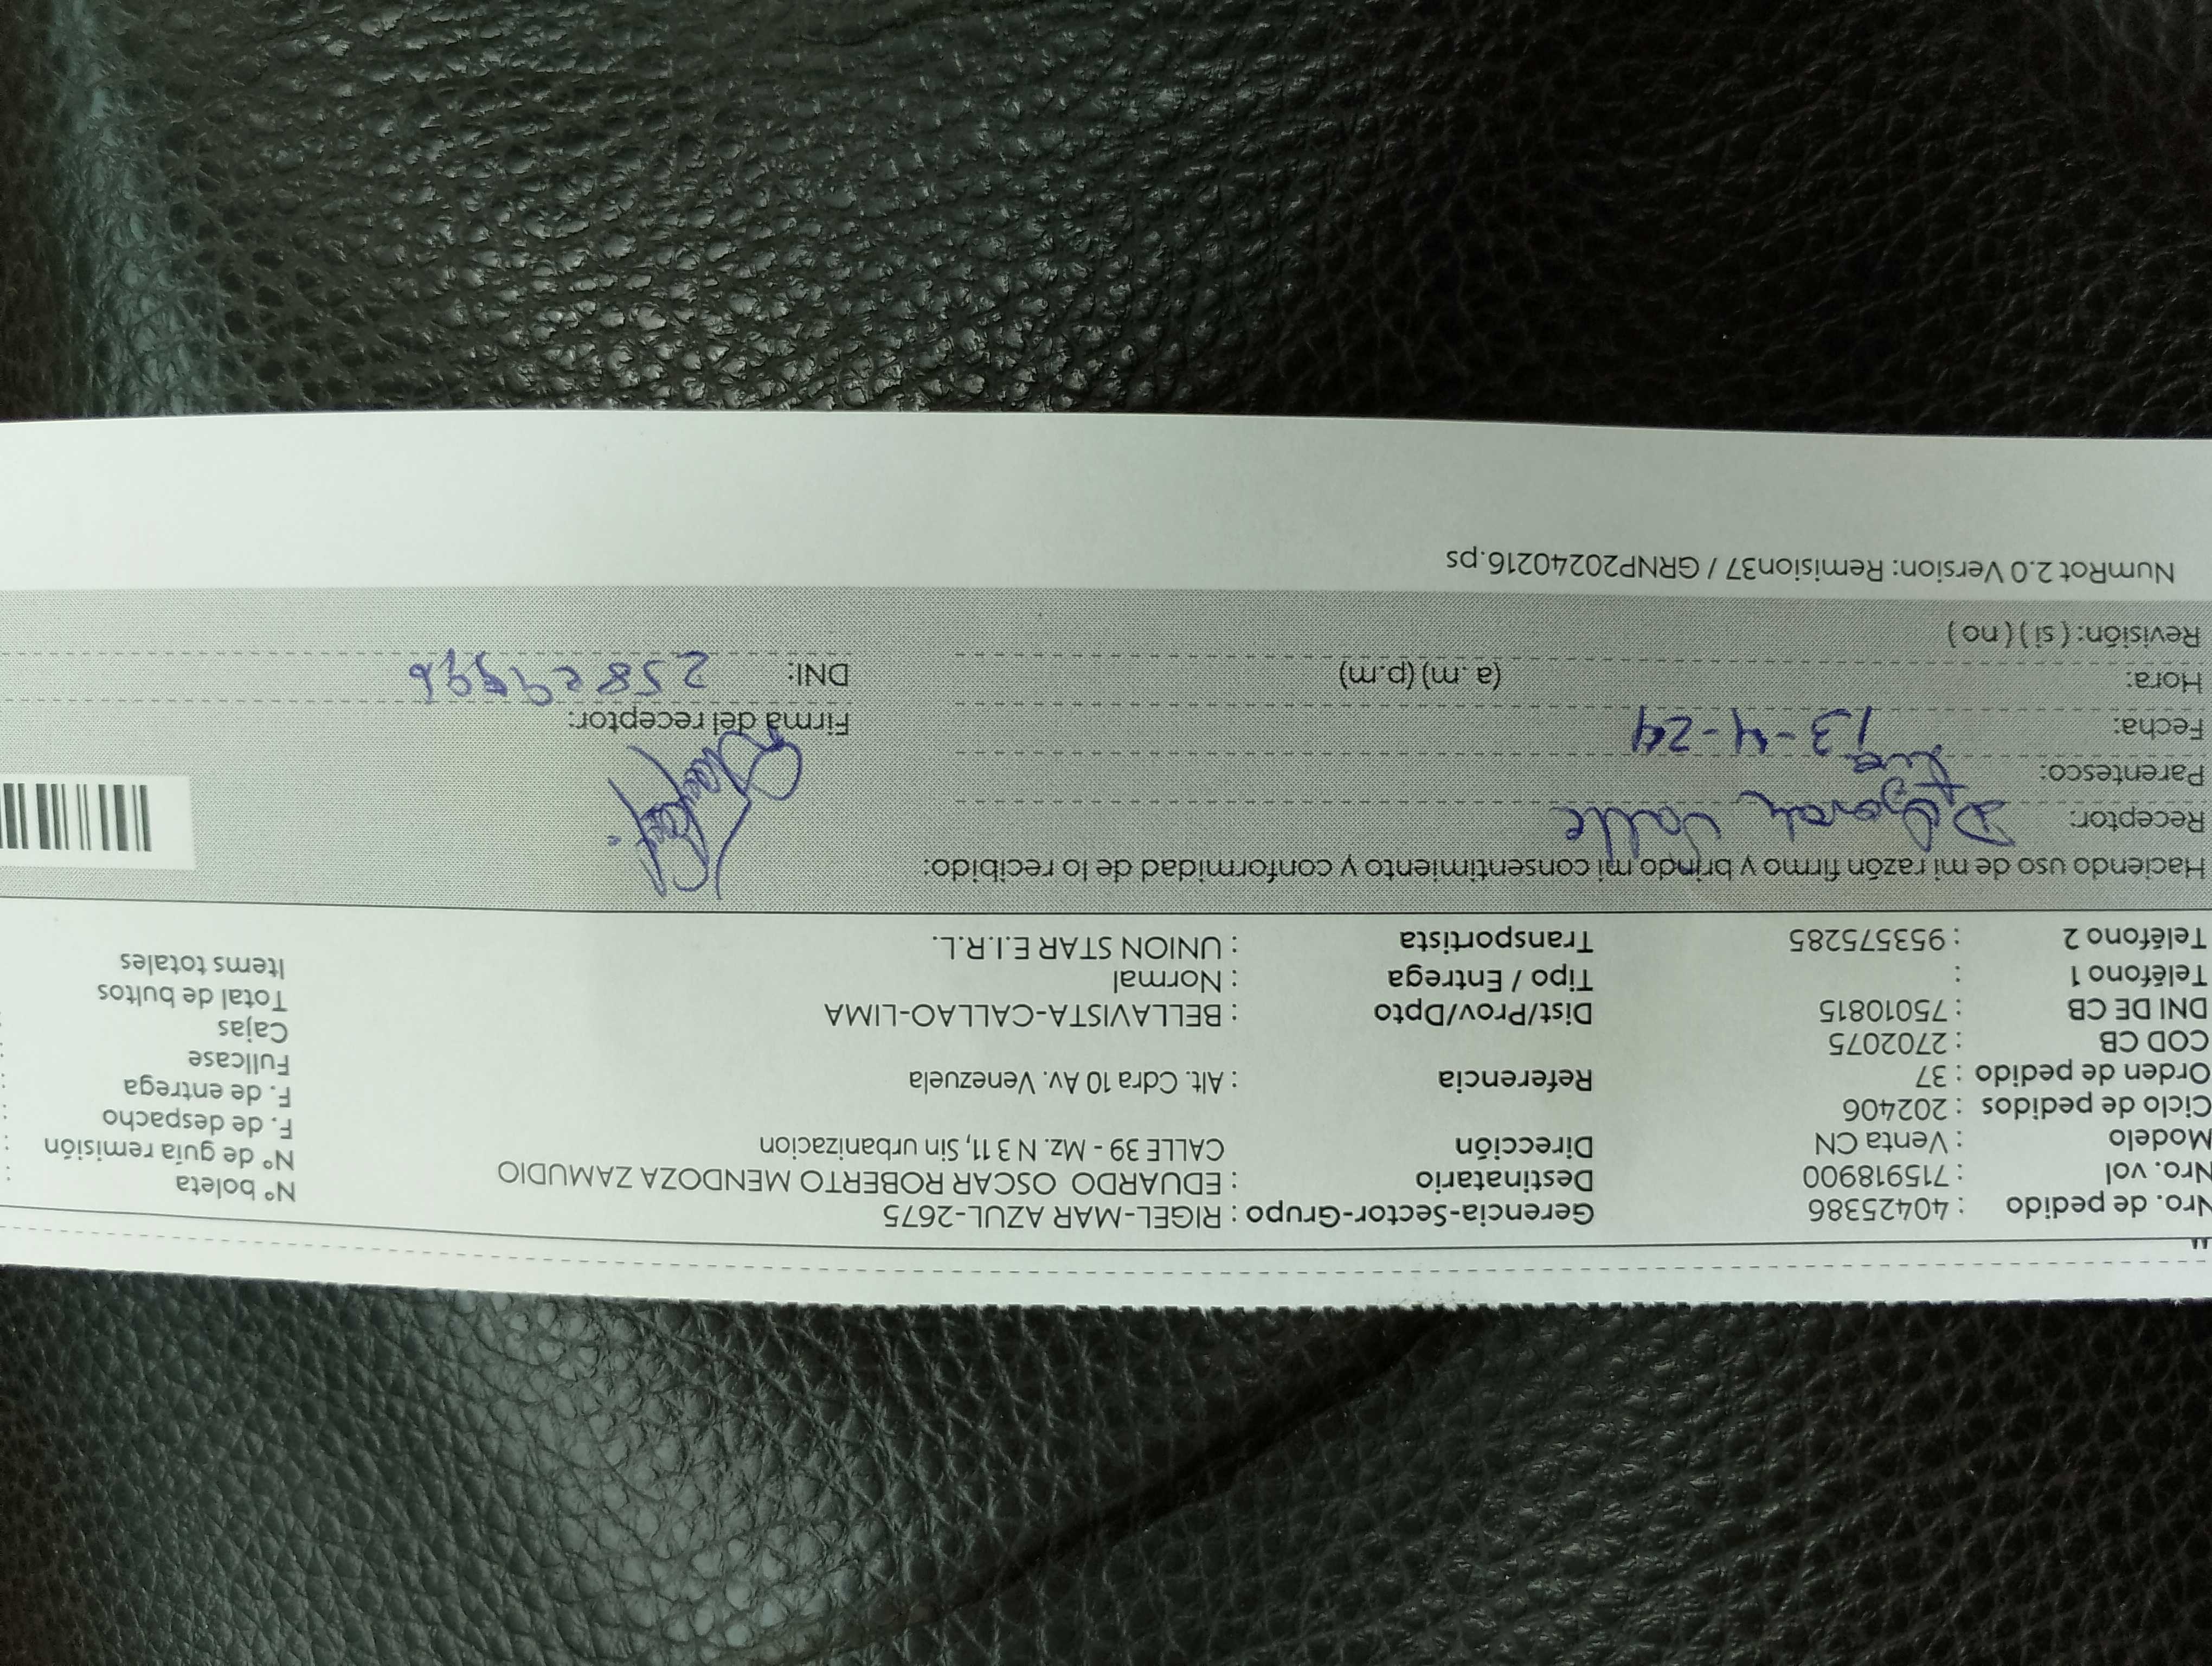 Nro. de pedido : 40425386 Gerencia-Sector-Grupo : RIGEL-MAR AZUL-2675 N° boleta :
Nro. vol : 715918900 Destinatario : EDUARDO OSCAR ROBERTO MENDOZA ZAMUDIO N° de guía remisión :
Modelo : Venta CN Dirección CALLE 39 - Mz. N 3 11, Sin urbanizacion F. de despacho :
Ciclo de pedidos : 202406 F. de entrega :
Orden de pedido : 37 Referencia : Alt. Cdra 10 Av. Venezuela Fullcase
COD CB : 2702075 Cajas :
DNI DE CB : 75010815 Dist/Prov/Dpto : BELLAVISTA-CALLAO-LIMA Total de bultos
Teléfono 1 : Tipo / Entrega : Normal Items totales
Teléfono 2 : 953575285 Transportista : UNION STAR E.I.R.L.
Haciendo uso de mi razón firmo y brindo mi consentimiento y conformidad de lo recibido:
Receptor: Deborah Valle
Parentesco:
Fecha: 13-4-24 Firma del receptor:
Hora: (a.m) (p.m) DNI:
Revisión: ( si ) ( no )
NumRot 2.0 Version: Remision37 / GRNP20240216.ps